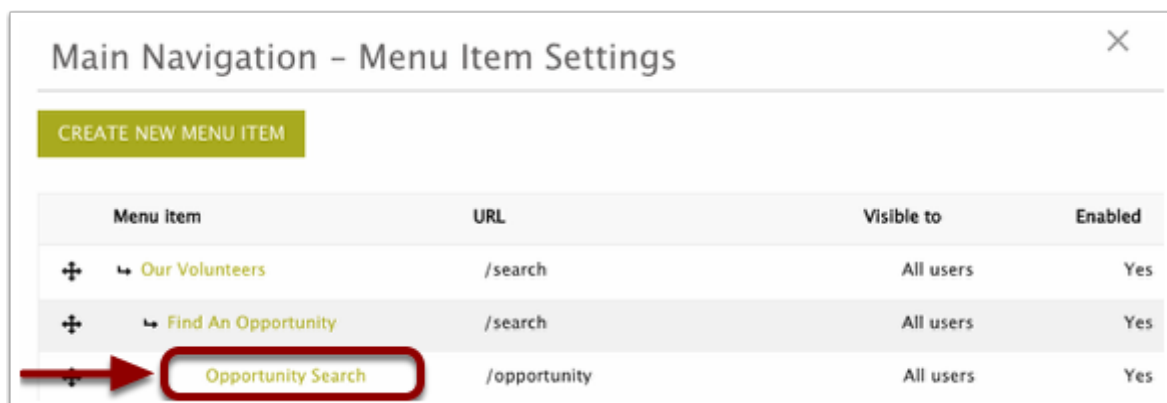 Main Navigation – Menu Item Settings
CREATE NEW MENU ITEM
Menu item URL Visible to Enabled
Our Volunteers /search All users Yes
Find An Opportunity /search All users Yes
Opportunity Search /opportunity All users Yes